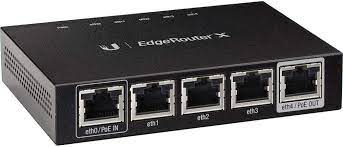 EdgeRouter X
eth0 / PoE IN
eth1
eth2
eth3
eth4 / PoE OUT